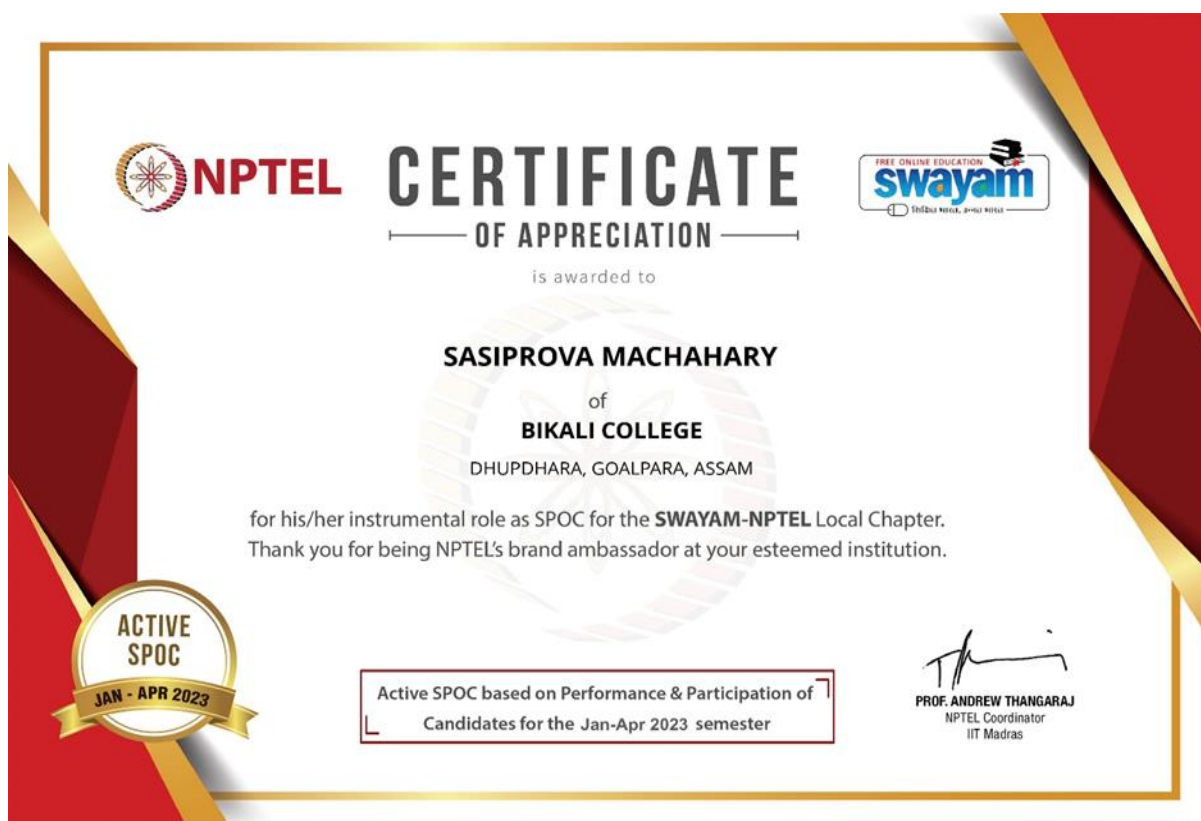 NPTEL
CERTIFICATE
OF APPRECIATION
FREE ONLINE EDUCATION
swayam
is awarded to
SASIPROVA MACHAHARY
of
BIKALI COLLEGE
DHUPDHARA, GOALPARA, ASSAM
for his/her instrumental role as SPOC for the SWAYAM-NPTEL Local Chapter.
Thank you for being NPTEL's brand ambassador at your esteemed institution.
ACTIVE
SPOC
JAN - APR 2023
Active SPOC based on Performance & Participation of
Candidates for the Jan-Apr 2023 semester
PROF. ANDREW THANGARAJ
NPTEL Coordinator
IIT Madras